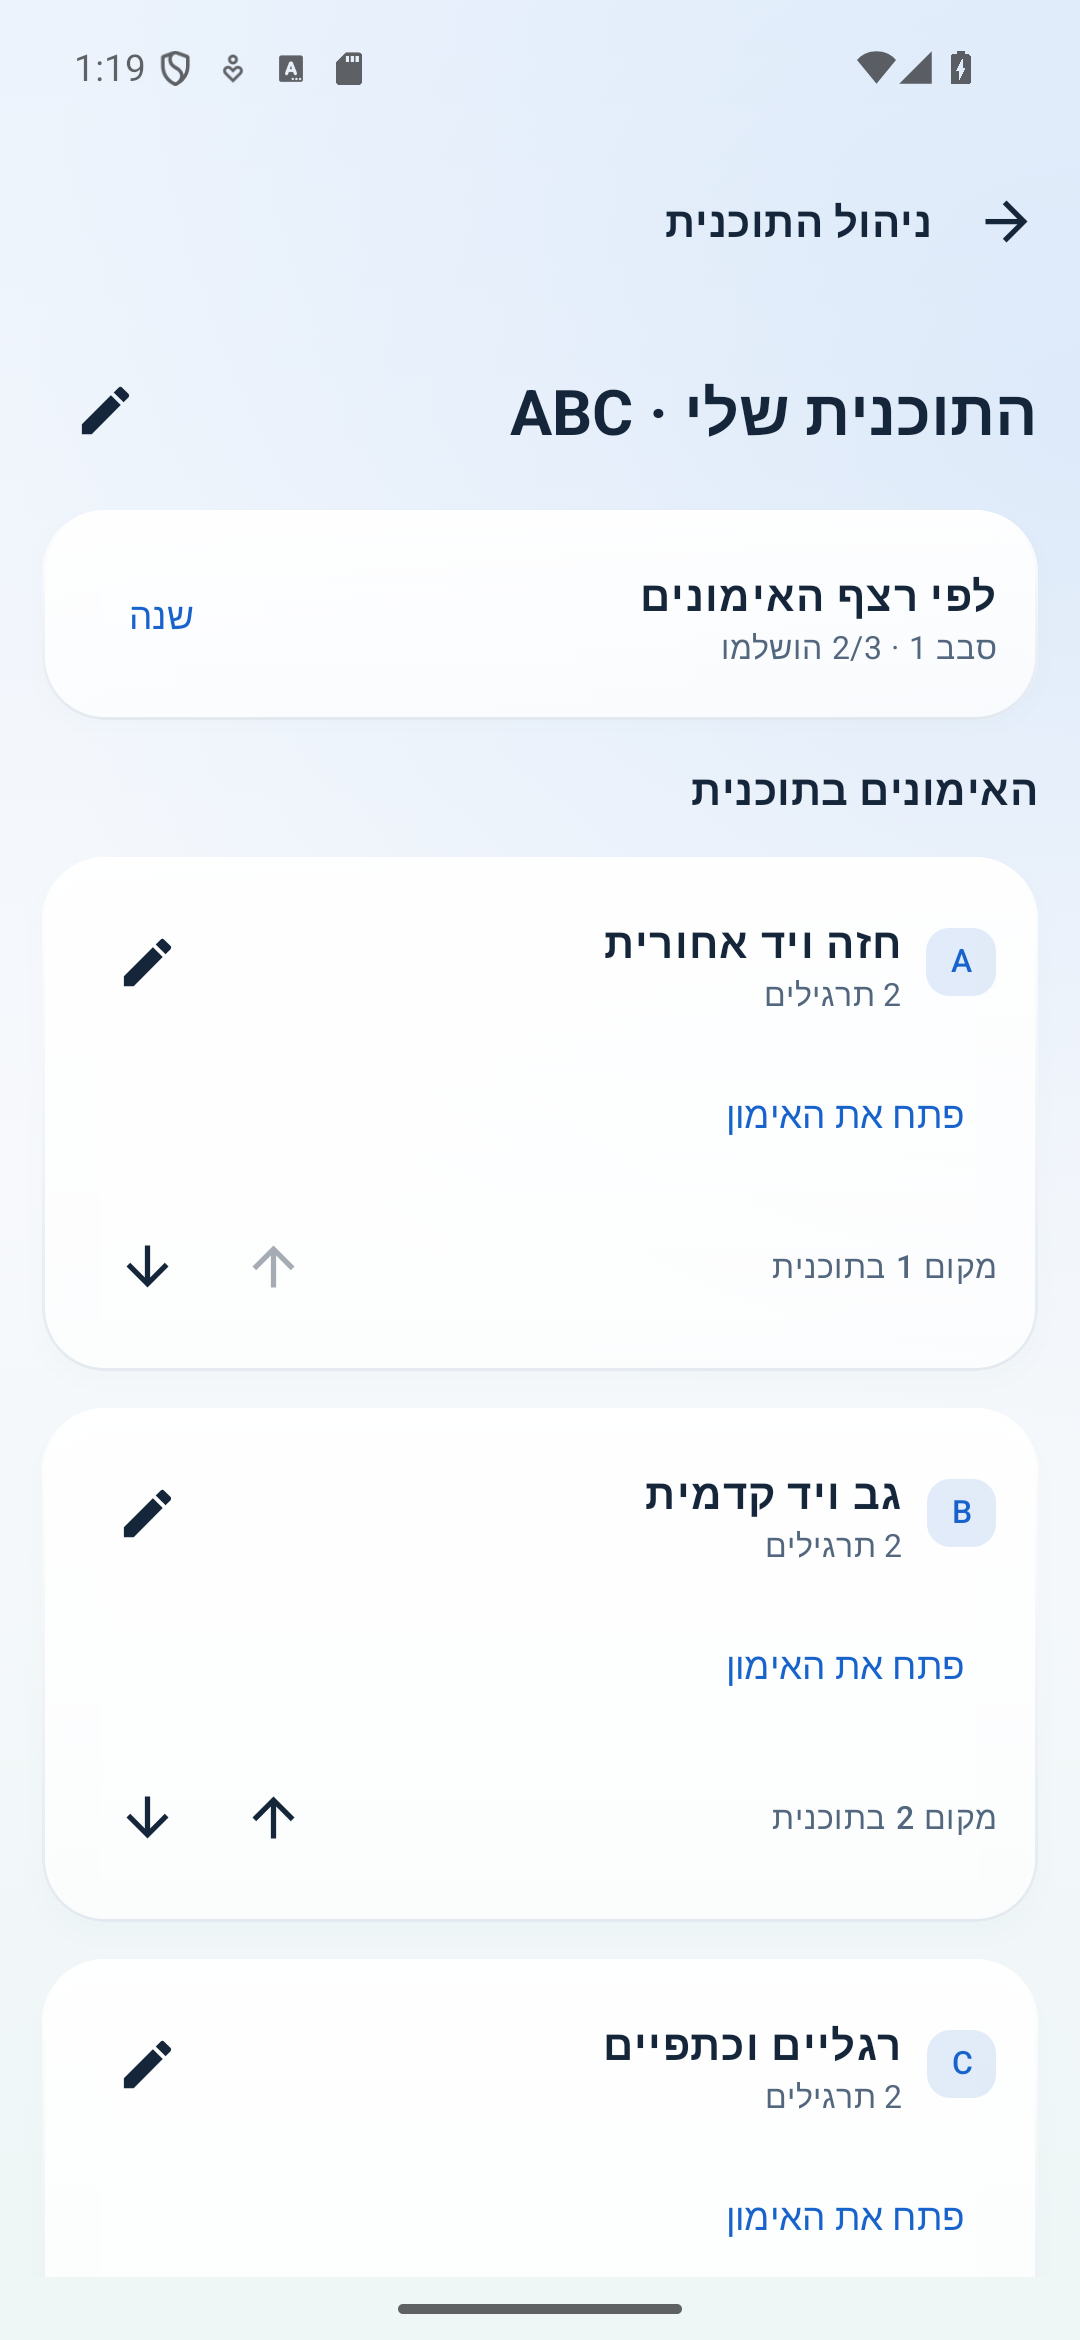 1:19
ניהול התוכנית
התוכנית שלי · ABC
לפי רצף האימונים
סבב 1 · 2/3 הושלמו
שנה
האימונים בתוכנית
A
חזה ויד אחורית
2 תרגילים
פתח את האימון
מקום 1 בתוכנית
B
גב ויד קדמית
2 תרגילים
פתח את האימון
מקום 2 בתוכנית
C
רגליים וכתפיים
2 תרגילים
פתח את האימון